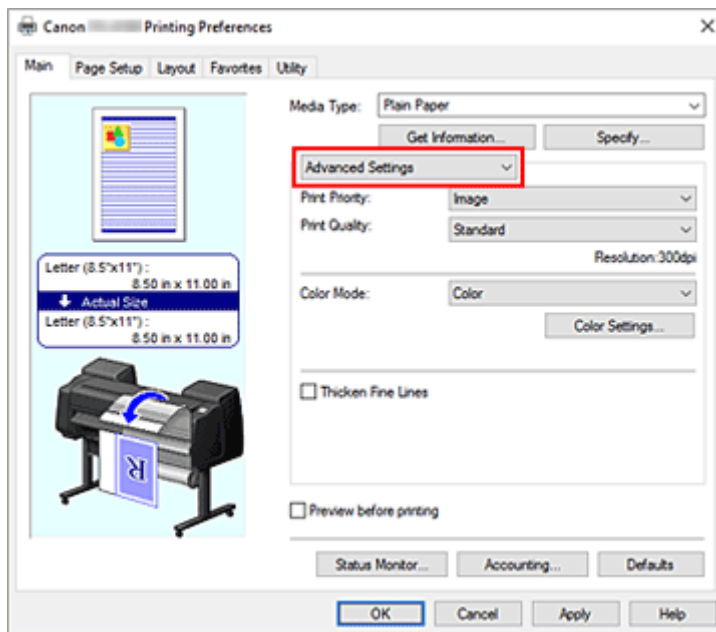 Canon Printing Preferences
Main Page Setup Layout Favorites Utility
Media Type: Plain Paper
Get Information... Specify...
Advanced Settings
Print Priority: Image
Print Quality: Standard
Resolution:300dpi
Letter (8.5"x11") :
8.50 in x 11.00 in
Actual Size
Letter (8.5"x11") :
8.50 in x 11.00 in
Color Mode: Color
Color Settings...
Thicken Fine Lines
R
Preview before printing
Status Monitor... Accounting... Defaults
OK Cancel Apply Help